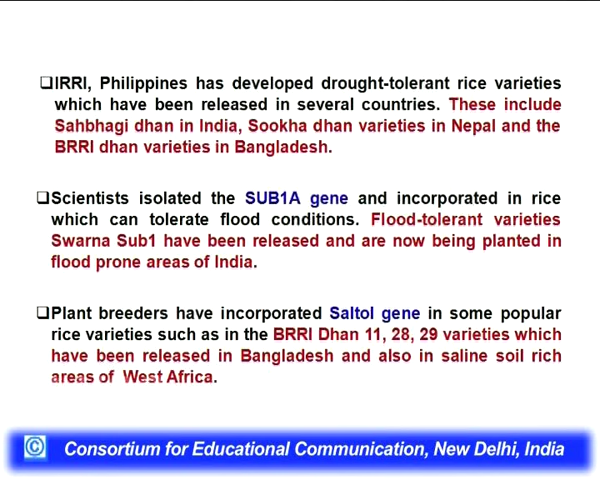 ❑IRRI, Philippines has developed drought-tolerant rice varieties
which have been released in several countries. These include
Sahbhagi dhan in India, Sookha dhan varieties in Nepal and the
BRRI dhan varieties in Bangladesh.
❑Scientists isolated the SUB1A gene and incorporated in rice
which can tolerate flood conditions. Flood-tolerant varieties
Swarna Sub1 have been released and are now being planted in
flood prone areas of India.
❑Plant breeders have incorporated Saltol gene in some popular
rice varieties such as in the BRRI Dhan 11, 28, 29 varieties which
have been released in Bangladesh and also in saline soil rich
areas of West Africa.
© Consortium for Educational Communication, New Delhi, India